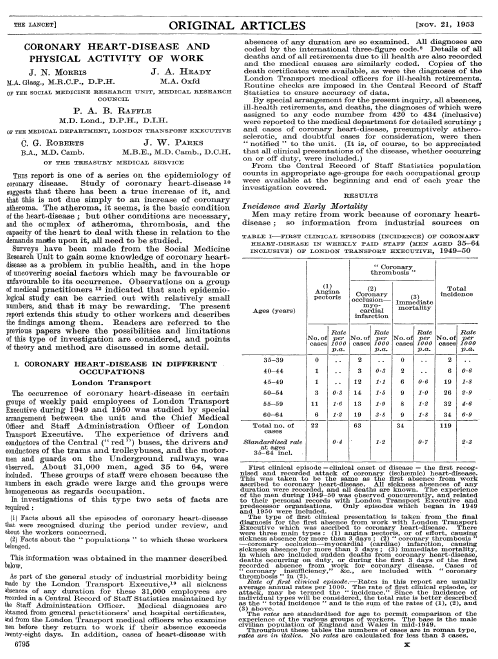 THE LANCET]
ORIGINAL ARTICLES
[NOV. 21, 1953
CORONARY HEART-DISEASE AND
PHYSICAL ACTIVITY OF WORK
J. N. MORRIS
M.A. Glasg., M.R.C.P., D.P.H.
J. A. HEADY
M.A. Oxfd
OF THE SOCIAL MEDICINE RESEARCH UNIT, MEDICAL RESEARCH
COUNCIL
P. A. B. RAFFLE
M.D. Lond., D.P.H., D.I.H.
OF THE MEDICAL DEPARTMENT, LONDON TRANSPORT EXECUTIVE
C. G. ROBERTS
B.A., M.D. Camb.
J. W. PARKS
M.B.E., M.D. Camb., D.C.H.
OF THE TREASURY MEDICAL SERVICE
THIS report is one of a series on the epidemiology of
coronary disease. Study of coronary heart-disease
suggests that there has been a true increase of it, and
that this is not due simply to an increase of coronary
atheroma. The atheroma, it seems, is the basic condition
of the heart-disease ; but other conditions are necessary,
and the complex of atheroma, thrombosis, and the
capacity of the heart to deal with these in relation to the
demands made upon it, all need to be studied.
Surveys have been made from the Social Medicine
Research Unit to gain some knowledge of coronary heart-
disease as a problem in public health, and in the hope
of uncovering social factors which may be favourable or
unfavourable to its occurrence. Observations on a group
of medical practitioners indicated that such epidemio-
logical study can be carried out with relatively small
numbers, and that it may be rewarding. The present
report extends this study to other workers and describes
the findings among them. Readers are referred to the
previous papers where the possibilities and limitations
of this type of investigation are considered, and points
of theory and method are discussed in some detail.
1. CORONARY HEART-DISEASE IN DIFFERENT
OCCUPATIONS
London Transport
The occurrence of coronary heart-disease in certain
groups of weekly paid employees of London Transport
Executive during 1949 and 1950 was studied by special
arrangement between the unit and the Chief Medical
Officer and Staff Administration Officer of London
Transport Executive. The experience of drivers and
conductors of the Central (“ red ”) buses, the drivers and
conductors of the trams and trolleybuses, and the motor-
men and guards on the Underground railways, was
observed. About 31,000 men, aged 35 to 64, were
included. These groups of staff were chosen because the
numbers in each grade were large and the groups were
homogeneous as regards occupation.
In investigations of this type two sets of facts are
required :
(1) Facts about all the episodes of coronary heart-disease
that were recognised during the period under review, and
about the workers concerned.
(2) Facts about the “ populations ” to which these workers
belonged.
This information was obtained in the manner described
below.
As part of the general study of industrial morbidity being
made by the London Transport Executive, all sickness
absences of any duration for these 31,000 employees are
recorded in a Central Record of Staff Statistics maintained by
the Staff Administration Officer. Medical diagnoses are
obtained from general practitioners' and hospital certificates,
and from the London Transport medical officers who examine
men before they return to work if their absence exceeds
twenty-eight days. In addition, cases of heart-disease with
6795
absences of any duration are so examined. All diagnoses are
coded by the international three-figure code. Details of all
deaths and of all retirements due to ill health are also recorded
and the medical causes are similarly coded. Copies of the
death certificates were available, as were the diagnoses of the
London Transport medical officers for ill-health retirements.
Routine checks are imposed in the Central Record of Staff
Statistics to ensure accuracy of data.
By special arrangement for the present inquiry, all absences,
ill-health retirements, and deaths, the diagnoses of which were
assigned to any code number from 420 to 434 (inclusive)
were reported to the medical department for detailed scrutiny ;
and cases of coronary heart-disease, presumptively athero-
sclerotic, and doubtful cases for consideration, were then
“ notified ” to the unit. (It is, of course, to be appreciated
that all clinical presentations of the disease, whether occurring
on or off duty, were included.)
From the Central Record of Staff Statistics population
counts in appropriate age-groups for each occupational group
were available at the beginning and end of each year the
investigation covered.
RESULTS
Incidence and Early Mortality
Men may retire from work because of coronary heart-
disease ; so information from industrial sources on
TABLE I—FIRST CLINICAL EPISODES (INCIDENCE) OF CORONARY
HEART-DISEASE IN WEEKLY PAID STAFF (MEN AGED 35–64
INCLUSIVE) OF LONDON TRANSPORT EXECUTIVE, 1949–50
Ages (years)
(1) Angina pectoris
“ Coronary thrombosis ”
(2) Coronary occlusion—myo-cardial infarction
(3) Immediate mortality
Total incidence
No. of cases Rate per 1000 p.a. No. of cases Rate per 1000 p.a. No. of cases Rate per 1000 p.a. No. of cases Rate per 1000 p.a.
35–39 0 .. 2 .. 0 .. 2 ..
40–44 1 .. 3 0·5 2 .. 6 0·6
45–49 1 .. 12 1·1 6 0·6 19 1·8
50–54 3 0·3 14 1·5 9 1·0 26 2·9
55–59 11 1·6 13 1·9 8 1·2 32 4·6
60–64 6 1·2 19 3·8 9 1·8 34 6·9
Total no. of cases 22 63 34 119
Standardised rate at ages 35–64 incl. 0·4 1·2 0·7 2·2
First clinical episode = clinical onset of disease = the first recog-
nised and recorded attack of coronary (ischemic) heart-disease.
This was taken to be the same as the first absence from work
ascribed to coronary heart-disease. All sickness absences of any
duration were recorded, and all deaths are known. The experience
of the men during 1949–50 was observed concurrently, and related
to their personal records with London Transport Executive and
predecessor organisations. Only episodes which began in 1949
and 1950 were included.
The type of first clinical presentation is taken from the final
diagnosis for the first absence from work with London Transport
Executive which was ascribed to coronary heart-disease. There
were three main types : (1) angina pectoris, or of effort, causing
sickness absence for more than 3 days ; (2) “ coronary thrombosis ”
—coronary occlusion, myocardial (cardiac) infarction, causing
sickness absence for more than 3 days ; (3) immediate mortality,
in which are included sudden deaths from coronary heart-disease,
deaths occurring on duty, or during the first 3 days of the first
recorded absence from work for coronary disease. Cases of
“ coronary insufficiency,” &c., are included with “ coronary
thrombosis ” in (2).
Rate of first clinical episodes.—Rates in this report are usually
average annual rates per 1000. The rate of first clinical episode, or
attack, may be termed the “ incidence.” Since the incidence of
individual types will be considered, the total rate is better described
as the “ total incidence ” and is the sum of the rates of (1), (2), and
(3) above.
The rates are standardised for age to permit comparison of the
experience of the various groups of workers. The base is the male
civilian population of England and Wales in mid-1949.
Throughout these tables the numbers of cases are in roman type,
rates are in italics. No rates are calculated for less than 3 cases.
X